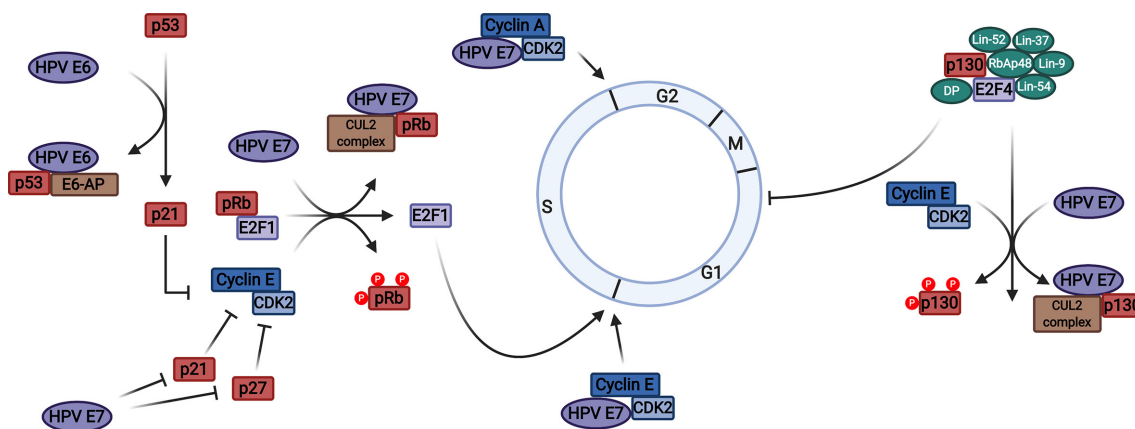 p53
HPV E6
HPV E6
p53
E6-AP
p21
HPV E7
pRb
E2F1
HPV E7
CUL2
complex
pRb
E2F1
P
P
P
pRb
Cyclin E
CDK2
p21
p27
HPV E7
Cyclin A
HPV E7
CDK2
G2
M
S
G1
Cyclin E
HPV E7
CDK2
Lin-52
Lin-37
p130
RbAp48
Lin-9
DP
E2F4
Lin-54
Cyclin E
CDK2
HPV E7
P
P
P
p130
HPV E7
CUL2
complex
p130